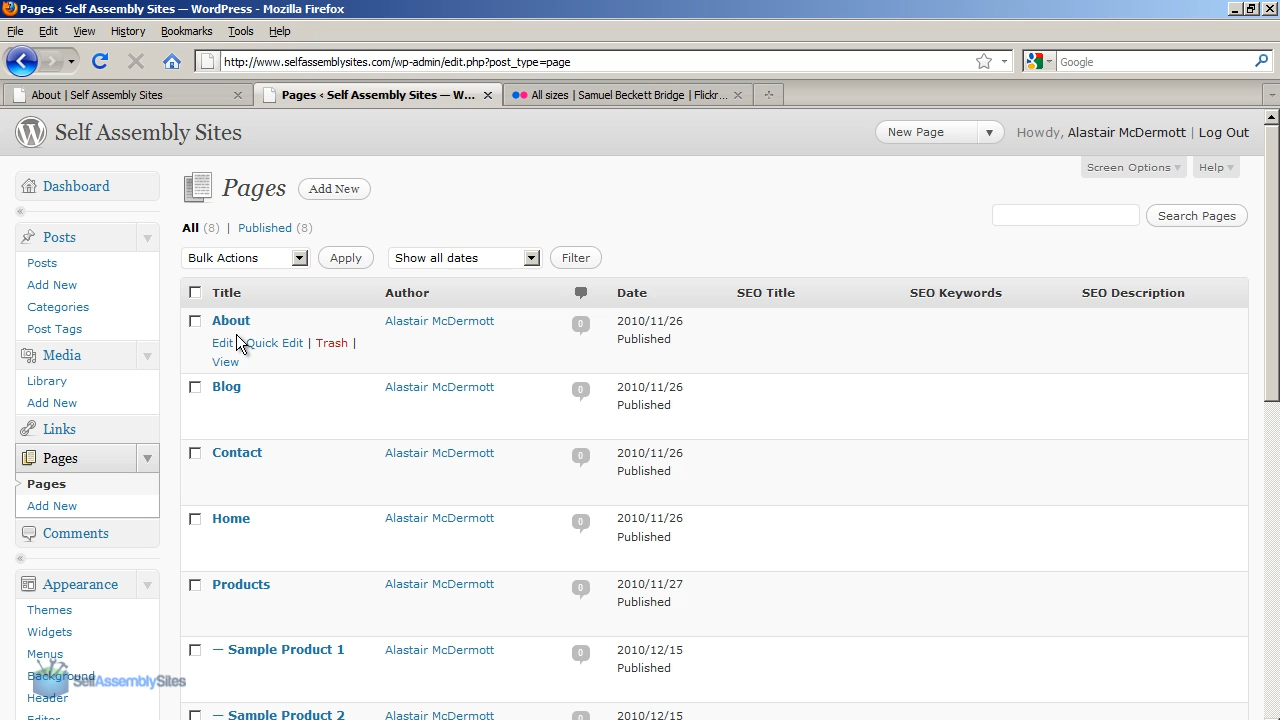 Pages ‹ Self Assembly Sites — WordPress - Mozilla Firefox
File Edit View History Bookmarks Tools Help
http://www.selfassemblysites.com/wp-admin/edit.php?post_type=page
Google
About | Self Assembly Sites
Pages ‹ Self Assembly Sites — W...
All sizes | Samuel Beckett Bridge | Flickr...
Self Assembly Sites
New Page
Howdy, Alastair McDermott | Log Out
Screen Options
Help
Dashboard
Posts
Posts
Add New
Categories
Post Tags
Media
Library
Add New
Links
Pages
Pages
Add New
Comments
Appearance
Themes
Widgets
Menus
Background
Header
Editor
SelfAssemblySites
Pages
Add New
All (8) | Published (8)
Search Pages
Bulk Actions
Apply
Show all dates
Filter
Title Author Date SEO Title SEO Keywords SEO Description
About Alastair McDermott 0 2010/11/26
Published
Edit Quick Edit | Trash |
View
Blog Alastair McDermott 0 2010/11/26
Published
Contact Alastair McDermott 0 2010/11/26
Published
Home Alastair McDermott 0 2010/11/26
Published
Products Alastair McDermott 0 2010/11/27
Published
— Sample Product 1 Alastair McDermott 0 2010/12/15
Published
— Sample Product 2 Alastair McDermott 0 2010/12/15